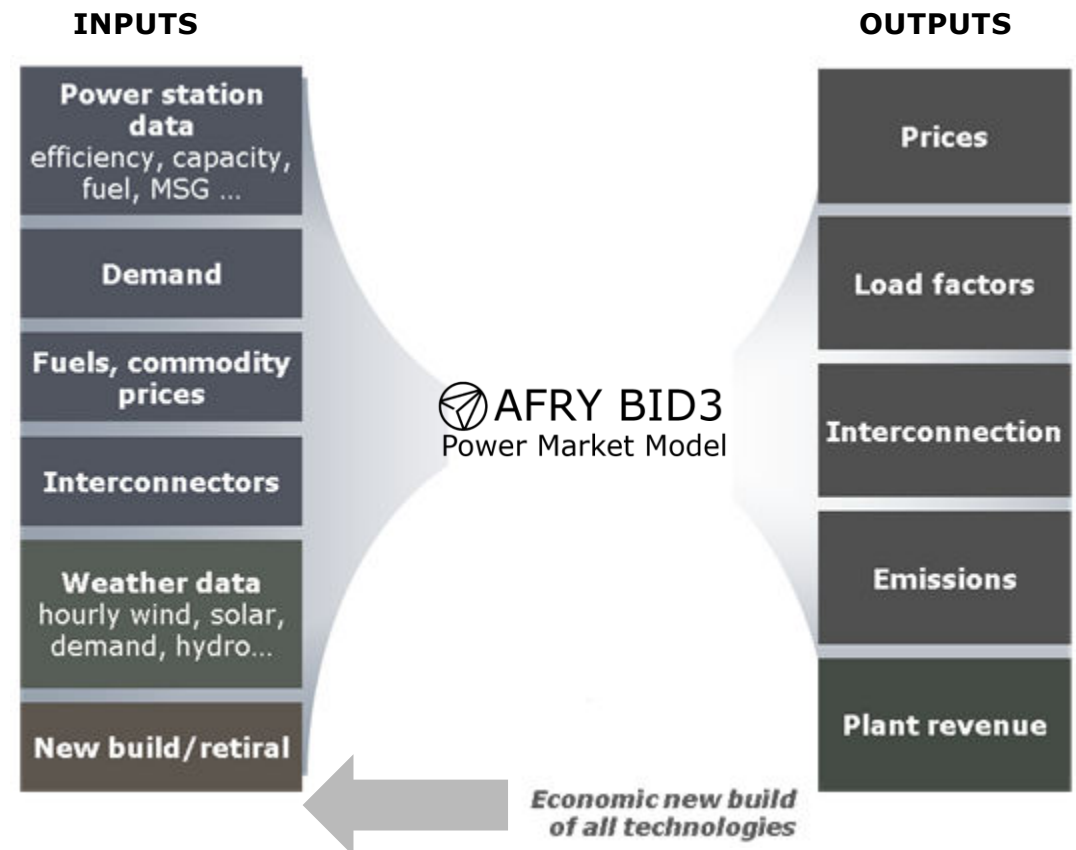 INPUTS
Power station
data
efficiency, capacity,
fuel, MSG ...
Demand
Fuels, commodity
prices
Interconnectors
Weather data
hourly wind, solar,
demand, hydro...
New build/retiral
AFRY BID3
Power Market Model
OUTPUTS
Prices
Load factors
Interconnection
Emissions
Plant revenue
Economic new build
of all technologies